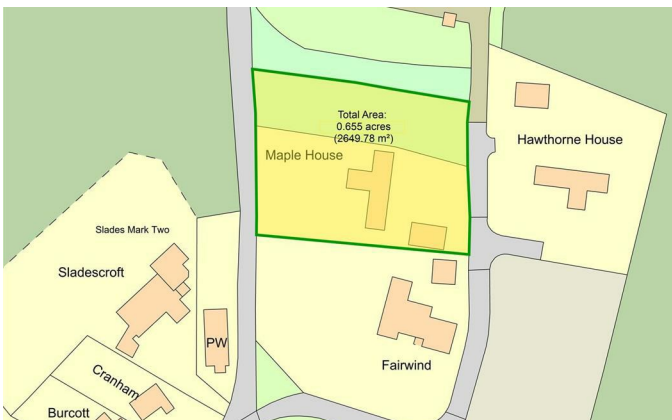 Total Area:
0.655 acres
(2649.78 m²)
Maple House
Hawthorne House
Slades Mark Two
Sladescroft
PW
Fairwind
Cranham
Burcott